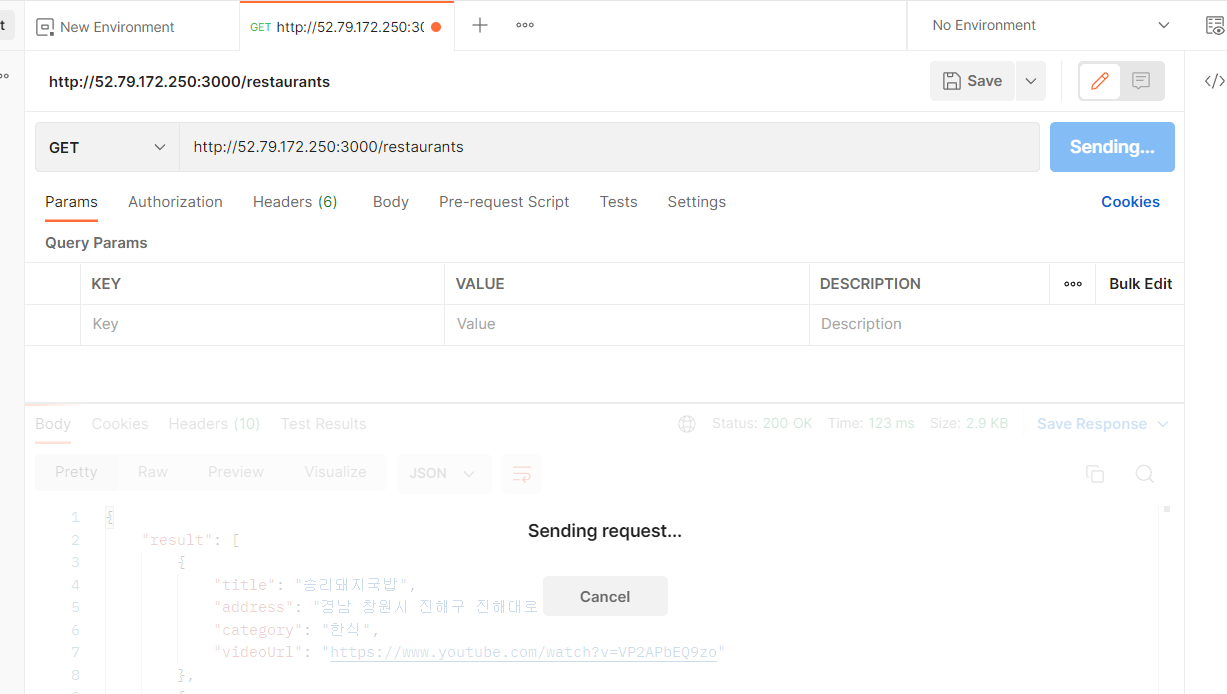 t
New Environment
GET http://52.79.172.250:30
No Environment
http://52.79.172.250:3000/restaurants
Save
GET
http://52.79.172.250:3000/restaurants
Sending...
Params Authorization Headers (6) Body Pre-request Script Tests Settings Cookies
Query Params
KEY VALUE DESCRIPTION Bulk Edit
Key Value Description
Body Cookies Headers (10) Test Results Status: 200 OK Time: 123 ms Size: 2.9 KB Save Response
Pretty Raw Preview Visualize JSON
1 {
2 "result": [
3 {
4 "title": "승리돼지국밥",
5 "address": "경남 창원시 진해구 진해대로
6 "category": "한식",
7 "videoUrl": "https://www.youtube.com/watch?v=VP2APbEQ9zo"
8 },
Sending request...
Cancel